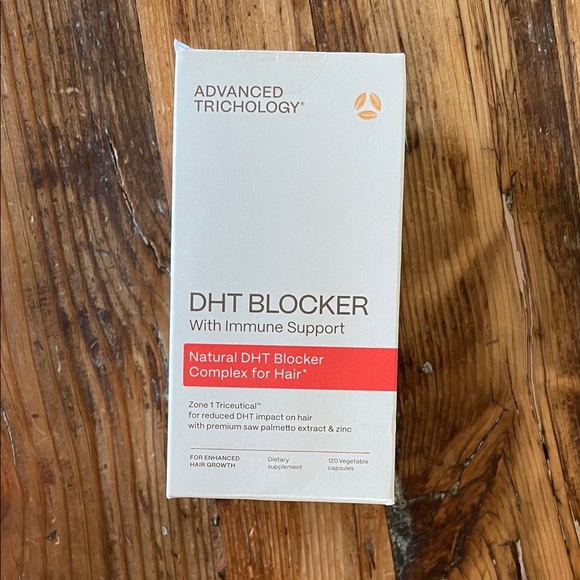 ADVANCED
TRICHOLOGY®
DHT BLOCKER
With Immune Support
Natural DHT Blocker
Complex for Hair*
Zone 1 Triceutical™
for reduced DHT impact on hair
with premium saw palmetto extract & zinc
FOR ENHANCED
HAIR GROWTH
Dietary
supplement
120 Vegetable
capsules